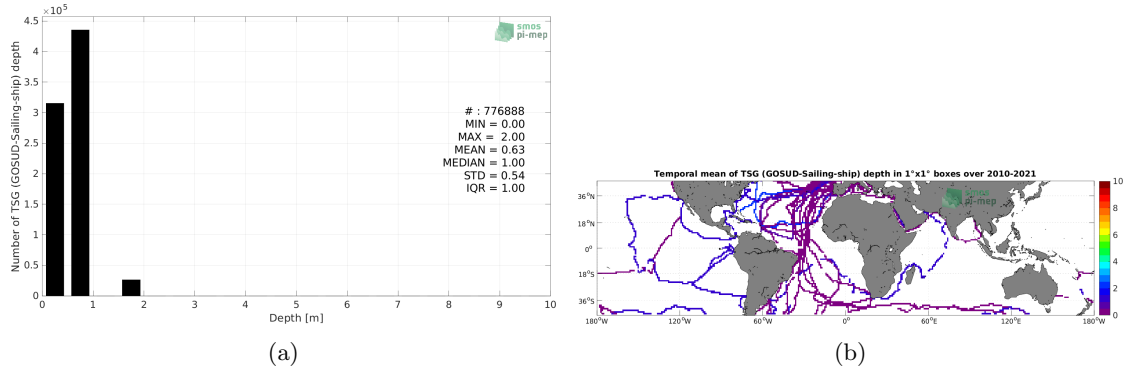 ×10⁵
4.5
4
3.5
3
2.5
2
1.5
1
0.5
0
Number of TSG (GOSUD-Sailing-ship) depth
smos
pi-mep
# : 776888
MIN = 0.00
MAX = 2.00
MEAN = 0.63
MEDIAN = 1.00
STD = 0.54
IQR = 1.00
0 1 2 3 4 5 6 7 8 9 10
Depth [m]
(a)
Temporal mean of TSG (GOSUD-Sailing-ship) depth in 1°x1° boxes over 2010-2021
smos
pi-mep
36°N
18°N
0°
18°S
36°S
180°W 120°W 60°W 0° 60°E 120°E 180°W
10
8
6
4
2
0
(b)